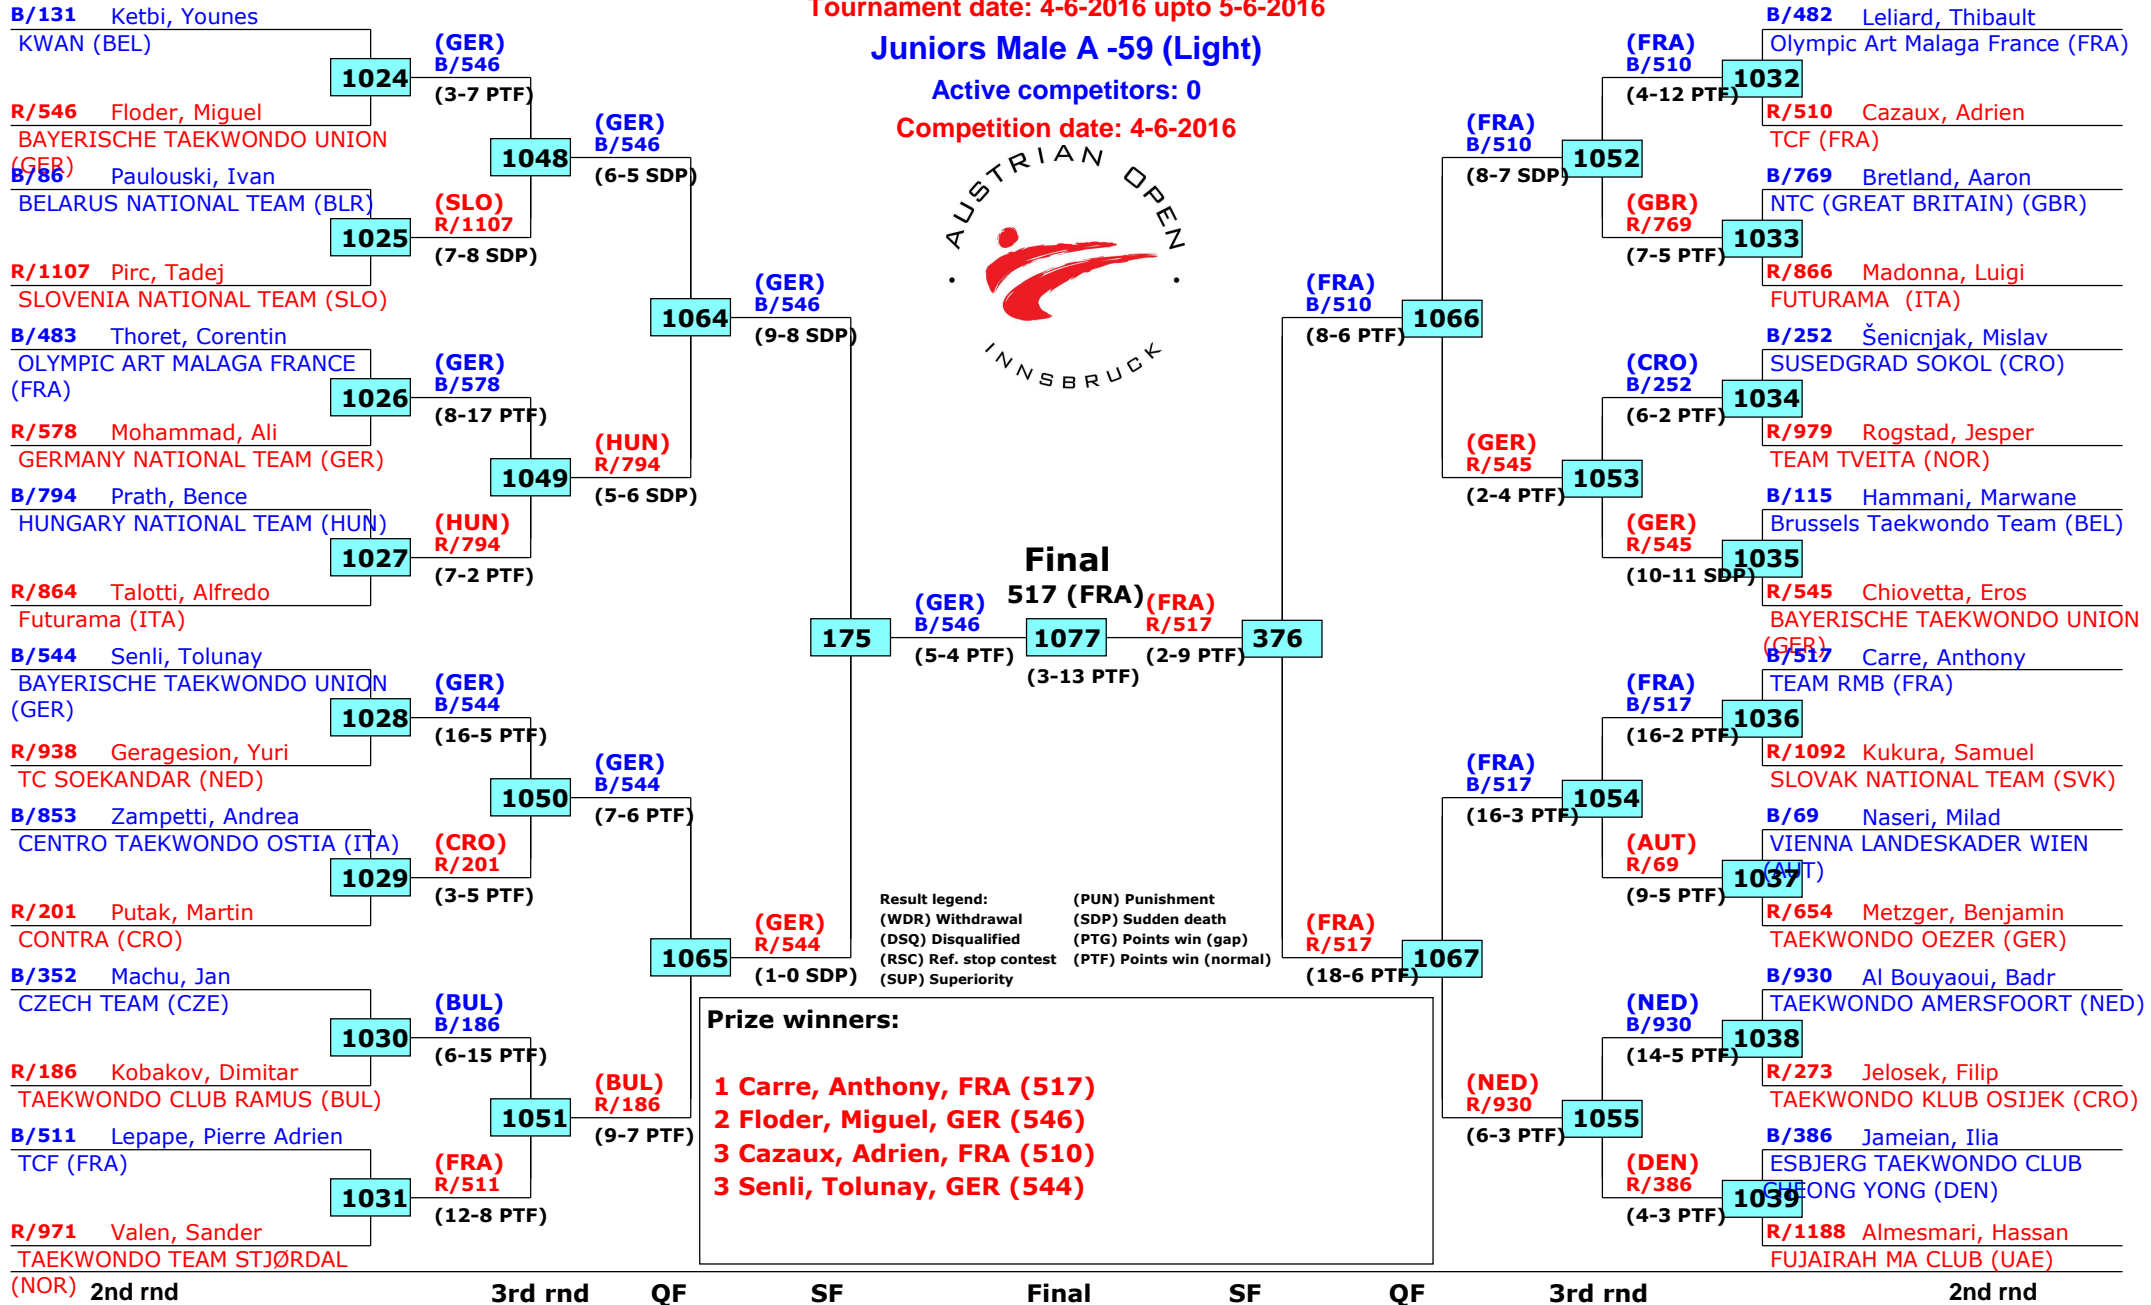 Tournament date: 4-6-2016 upto 5-6-2016
Juniors Male A -59 (Light)
Active competitors: 0
Competition date: 4-6-2016
AUSTRIAN OPEN
INNSBRUCK
B/131 Ketbi, Younes
KWAN (BEL)
1024
R/546 Floder, Miguel
BAYERISCHE TAEKWONDO UNION
(GER)
B/86 Paulouski, Ivan
BELARUS NATIONAL TEAM (BLR)
1025
R/1107 Pirc, Tadej
SLOVENIA NATIONAL TEAM (SLO)
B/483 Thoret, Corentin
OLYMPIC ART MALAGA FRANCE
(FRA)
1026
R/578 Mohammad, Ali
GERMANY NATIONAL TEAM (GER)
B/794 Prath, Bence
HUNGARY NATIONAL TEAM (HUN)
1027
R/864 Talotti, Alfredo
Futurama (ITA)
B/544 Senli, Tolunay
BAYERISCHE TAEKWONDO UNION
(GER)
1028
R/938 Geragesion, Yuri
TC SOEKANDAR (NED)
B/853 Zampetti, Andrea
CENTRO TAEKWONDO OSTIA (ITA)
1029
R/201 Putak, Martin
CONTRA (CRO)
B/352 Machu, Jan
CZECH TEAM (CZE)
1030
R/186 Kobakov, Dimitar
TAEKWONDO CLUB RAMUS (BUL)
B/511 Lepape, Pierre Adrien
TCF (FRA)
1031
R/971 Valen, Sander
TAEKWONDO TEAM STJØRDAL
(NOR)
(GER)
B/546
(3-7 PTF)
1048
(SLO)
R/1107
(7-8 SDP)
(GER)
B/578
(8-17 PTF)
1049
(HUN)
R/794
(7-2 PTF)
(GER)
B/544
(16-5 PTF)
1050
(CRO)
R/201
(3-5 PTF)
(BUL)
B/186
(6-15 PTF)
1051
(FRA)
R/511
(12-8 PTF)
(GER)
B/546
(6-5 SDP)
1064
(HUN)
R/794
(5-6 SDP)
(GER)
B/544
(7-6 PTF)
1065
(BUL)
R/186
(9-7 PTF)
(GER)
B/546
(9-8 SDP)
175
(GER)
R/544
(1-0 SDP)
(GER)
B/546
(5-4 PTF)
Final
517 (FRA)
1077
(3-13 PTF)
(FRA)
R/517
(2-9 PTF)
376
(FRA)
B/510
(8-6 PTF)
1066
(FRA)
R/517
(18-6 PTF)
1067
(FRA)
B/510
(8-7 SDP)
1052
(GER)
R/545
(2-4 PTF)
1053
(FRA)
B/517
(16-3 PTF)
1054
(NED)
R/930
(6-3 PTF)
1055
(FRA)
B/510
(4-12 PTF)
1032
(GBR)
R/769
(7-5 PTF)
1033
(CRO)
B/252
(6-2 PTF)
1034
(GER)
R/545
(10-11 SDP)
1035
(FRA)
B/517
(16-2 PTF)
1036
(AUT)
R/69
(9-5 PTF)
1037
(NED)
B/930
(14-5 PTF)
1038
(DEN)
R/386
(4-3 PTF)
1039
B/482 Leliard, Thibault
Olympic Art Malaga France (FRA)
R/510 Cazaux, Adrien
TCF (FRA)
B/769 Bretland, Aaron
NTC (GREAT BRITAIN) (GBR)
R/866 Madonna, Luigi
FUTURAMA (ITA)
B/252 Šenicnjak, Mislav
SUSEDGRAD SOKOL (CRO)
R/979 Rogstad, Jesper
TEAM TVEITA (NOR)
B/115 Hammani, Marwane
Brussels Taekwondo Team (BEL)
R/545 Chiovetta, Eros
BAYERISCHE TAEKWONDO UNION
(GER)
B/517 Carre, Anthony
TEAM RMB (FRA)
R/1092 Kukura, Samuel
SLOVAK NATIONAL TEAM (SVK)
B/69 Naseri, Milad
VIENNA LANDESKADER WIEN
(AUT)
R/654 Metzger, Benjamin
TAEKWONDO OEZER (GER)
B/930 Al Bouyaoui, Badr
TAEKWONDO AMERSFOORT (NED)
R/273 Jelosek, Filip
TAEKWONDO KLUB OSIJEK (CRO)
B/386 Jameian, Ilia
ESBJERG TAEKWONDO CLUB
CHEONG YONG (DEN)
R/1188 Almesmari, Hassan
FUJAIRAH MA CLUB (UAE)
Result legend:
(WDR) Withdrawal
(DSQ) Disqualified
(RSC) Ref. stop contest
(SUP) Superiority
(PUN) Punishment
(SDP) Sudden death
(PTG) Points win (gap)
(PTF) Points win (normal)
Prize winners:
1 Carre, Anthony, FRA (517)
2 Floder, Miguel, GER (546)
3 Cazaux, Adrien, FRA (510)
3 Senli, Tolunay, GER (544)
2nd rnd 3rd rnd QF SF Final SF QF 3rd rnd 2nd rnd